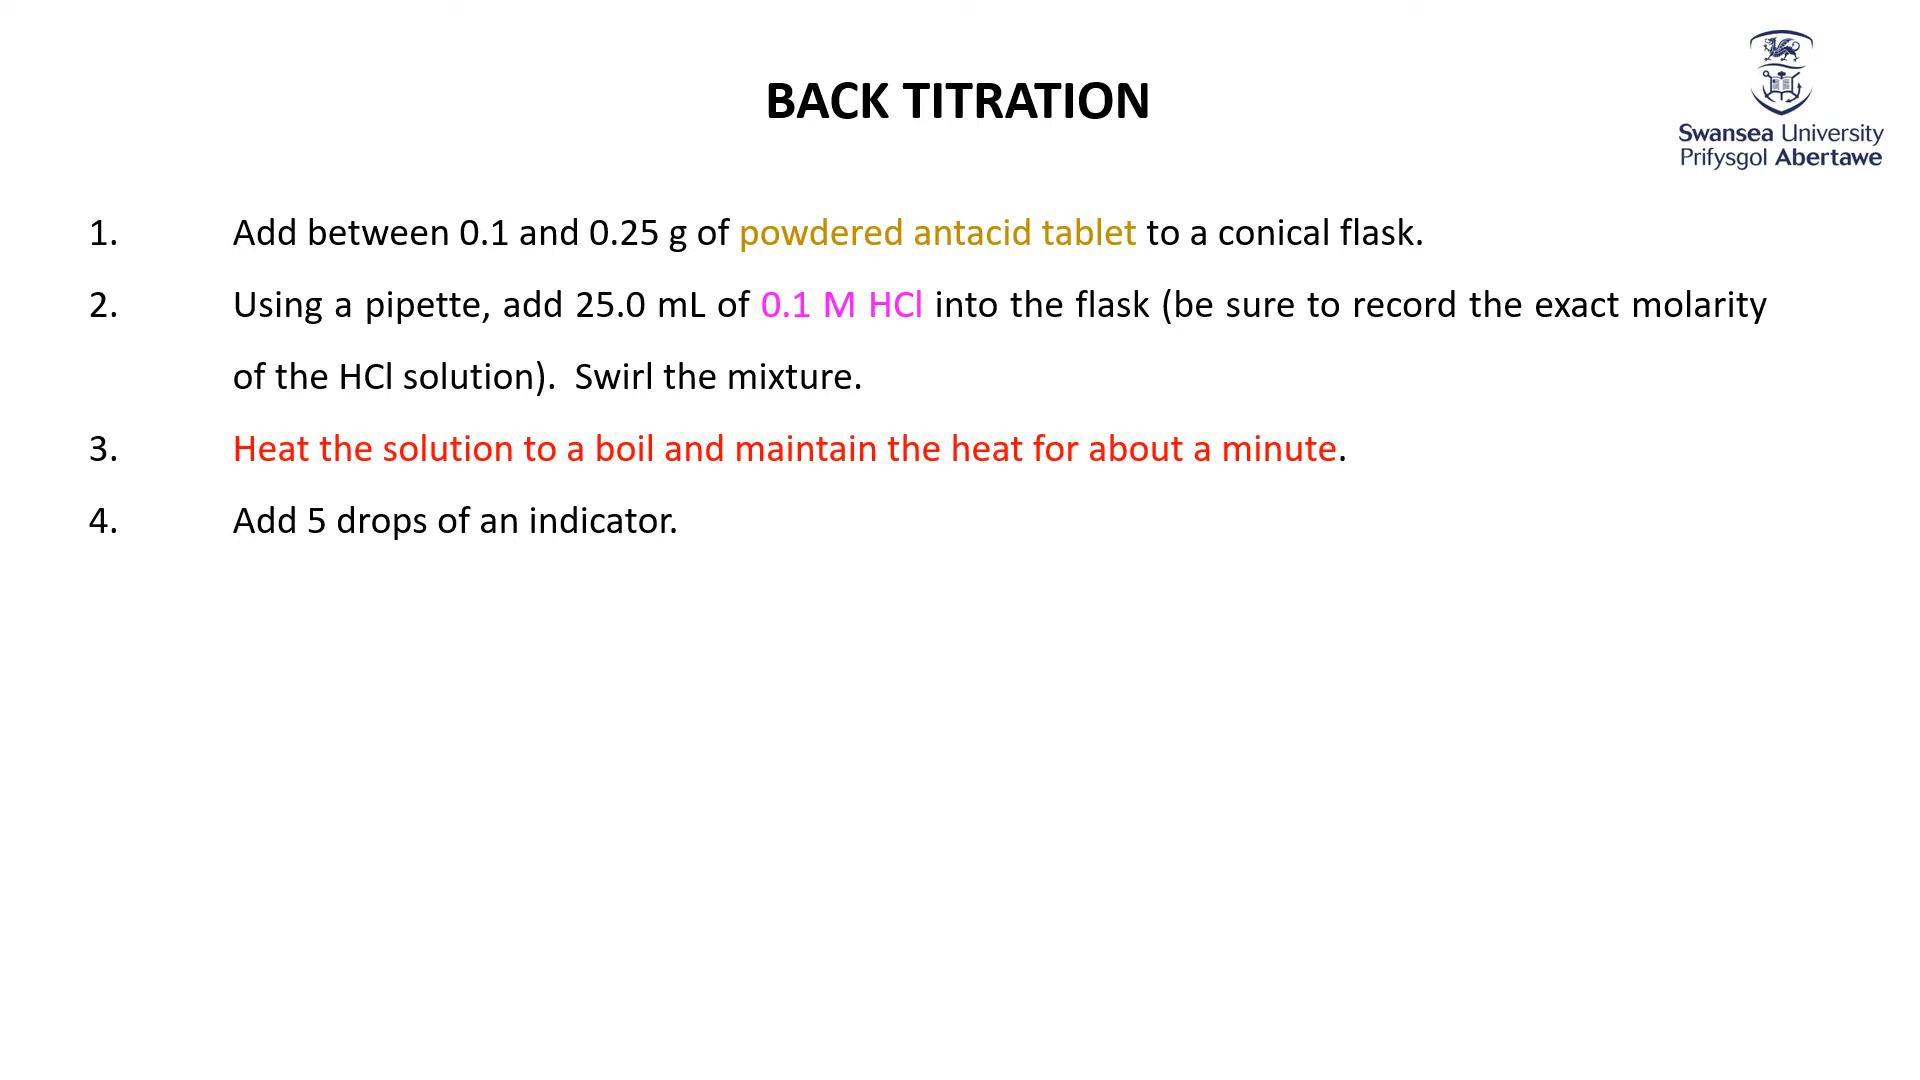 BACK TITRATION
Swansea University
Prifysgol Abertawe
1. Add between 0.1 and 0.25 g of powdered antacid tablet to a conical flask.
2. Using a pipette, add 25.0 mL of 0.1 M HCl into the flask (be sure to record the exact molarity
of the HCl solution).  Swirl the mixture.
3. Heat the solution to a boil and maintain the heat for about a minute.
4. Add 5 drops of an indicator.